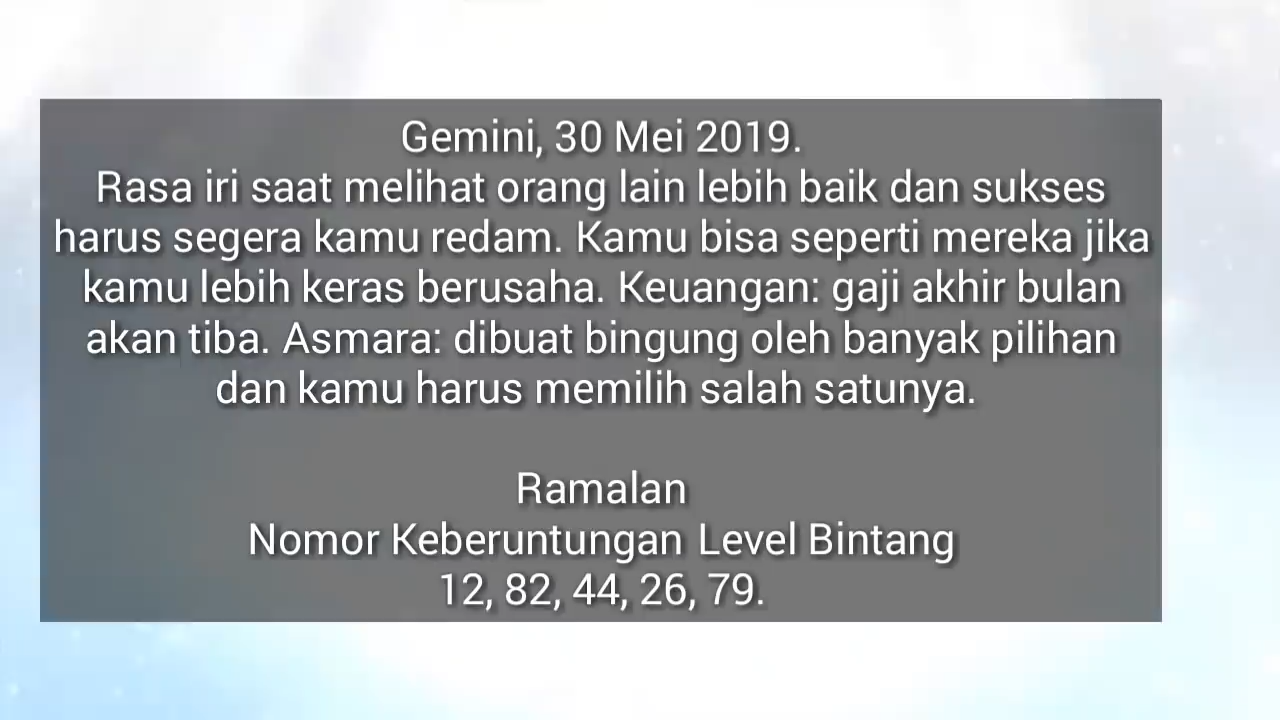 Gemini, 30 Mei 2019.
Rasa iri saat melihat orang lain lebih baik dan sukses
harus segera kamu redam. Kamu bisa seperti mereka jika
kamu lebih keras berusaha. Keuangan: gaji akhir bulan
akan tiba. Asmara: dibuat bingung oleh banyak pilihan
dan kamu harus memilih salah satunya.
Ramalan
Nomor Keberuntungan Level Bintang
12, 82, 44, 26, 79.